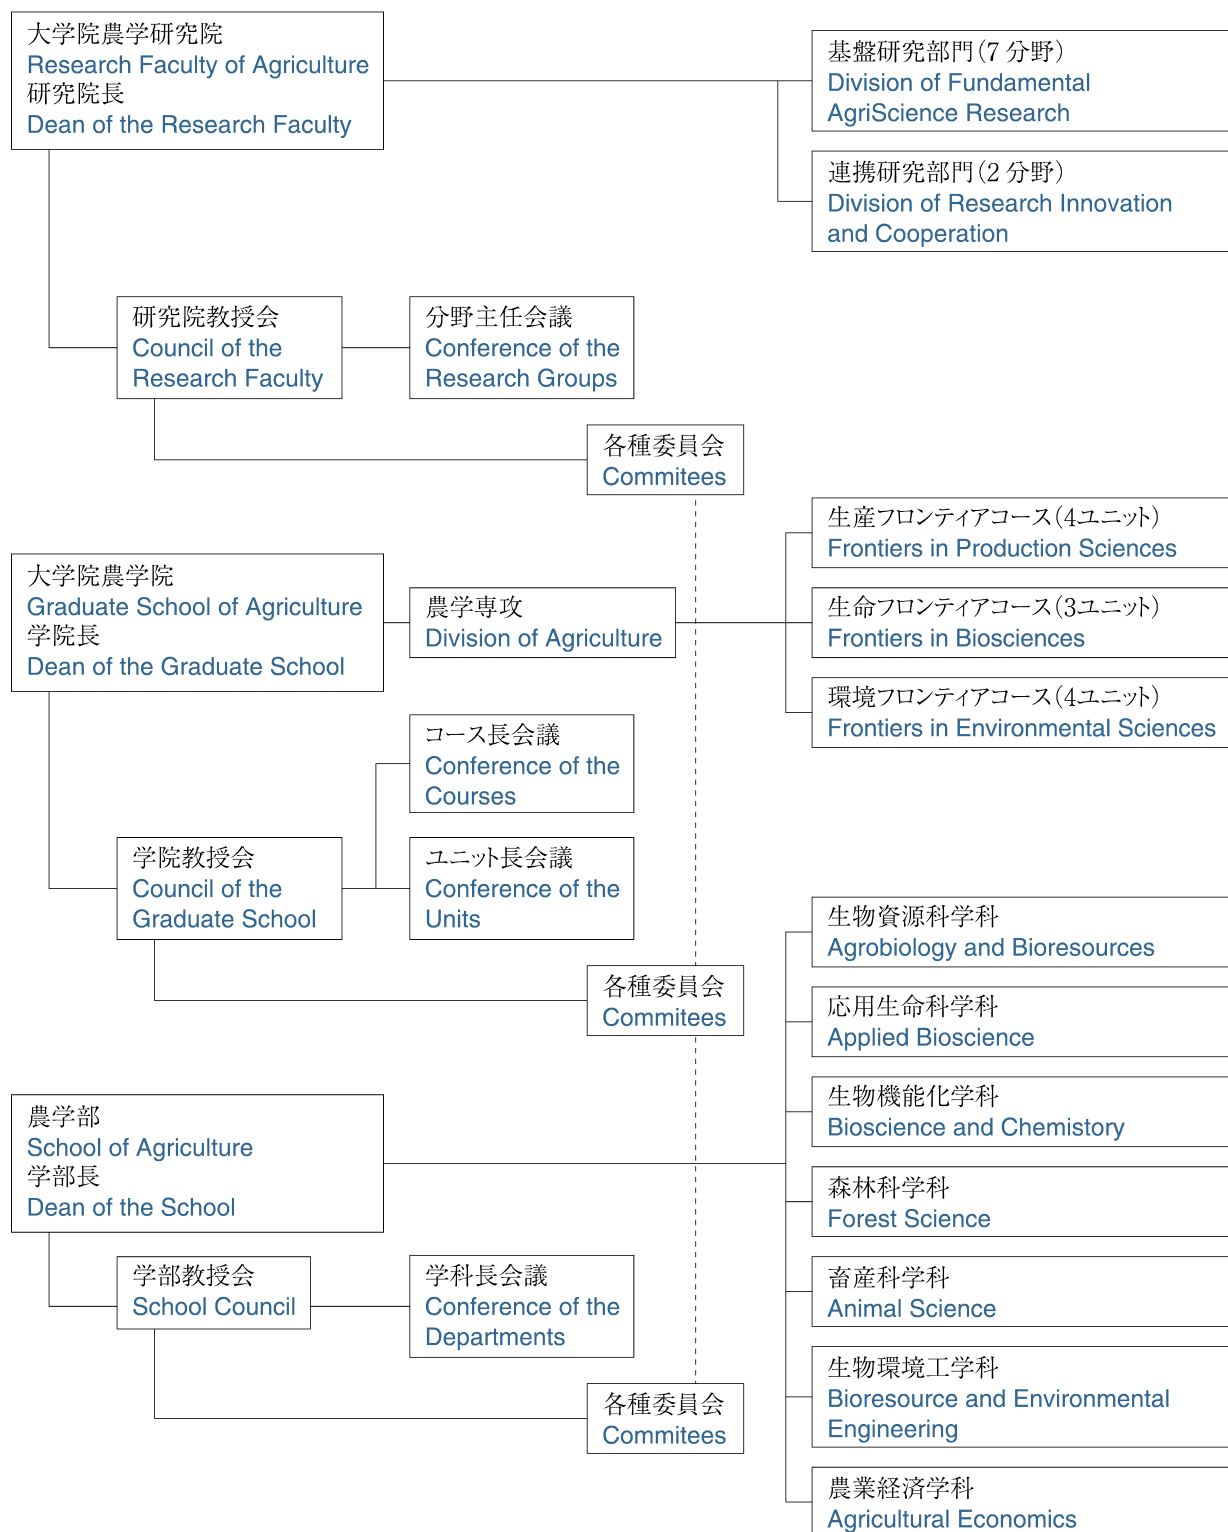 大学院農学研究院
Research Faculty of Agriculture
研究院長
Dean of the Research Faculty
基盤研究部門（7 分野）
Division of Fundamental
AgriScience Research
連携研究部門（2 分野）
Division of Research Innovation
and Cooperation
研究院教授会
Council of the
Research Faculty
分野主任会議
Conference of the
Research Groups
各種委員会
Commitees
大学院農学院
Graduate School of Agriculture
学院長
Dean of the Graduate School
農学専攻
Division of Agriculture
生産フロンティアコース（4ユニット）
Frontiers in Production Sciences
生命フロンティアコース（3ユニット）
Frontiers in Biosciences
環境フロンティアコース（4ユニット）
Frontiers in Environmental Sciences
コース長会議
Conference of the
Courses
学院教授会
Council of the
Graduate School
ユニット長会議
Conference of the
Units
各種委員会
Commitees
農学部
School of Agriculture
学部長
Dean of the School
生物資源科学科
Agrobiology and Bioresources
応用生命科学科
Applied Bioscience
生物機能化学科
Bioscience and Chemistory
森林科学科
Forest Science
畜産科学科
Animal Science
生物環境工学科
Bioresource and Environmental
Engineering
農業経済学科
Agricultural Economics
学部教授会
School Council
学科長会議
Conference of the
Departments
各種委員会
Commitees